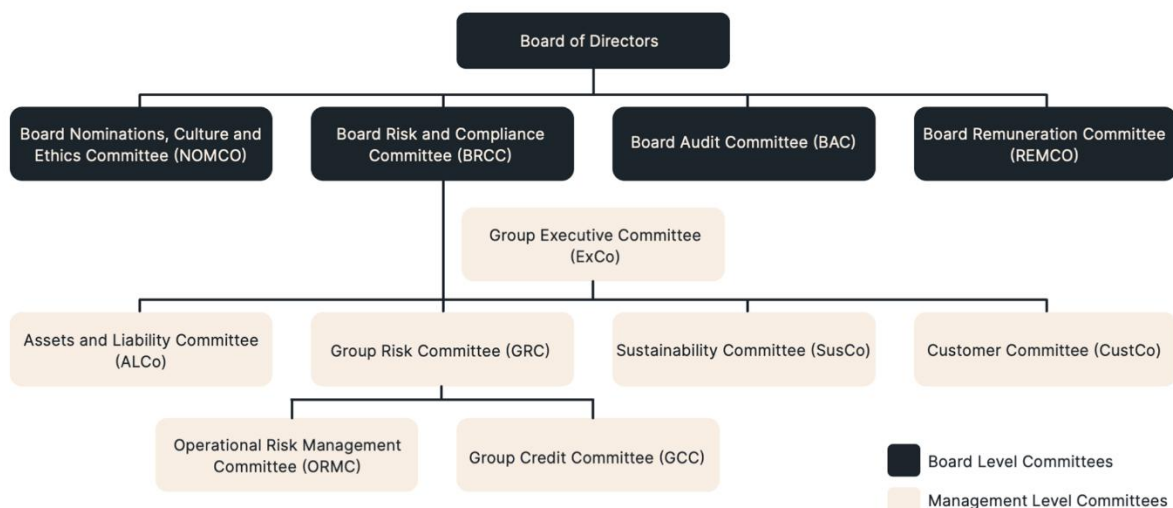 Board of Directors
Board Nominations, Culture and
Ethics Committee (NOMCO)
Board Risk and Compliance
Committee (BRCC)
Board Audit Committee (BAC)
Board Remuneration Committee
(REMCO)
Group Executive Committee
(ExCo)
Assets and Liability Committee
(ALCo)
Group Risk Committee (GRC)
Sustainability Committee (SusCo)
Customer Committee (CustCo)
Operational Risk Management
Committee (ORMC)
Group Credit Committee (GCC)
Board Level Committees
Management Level Committees